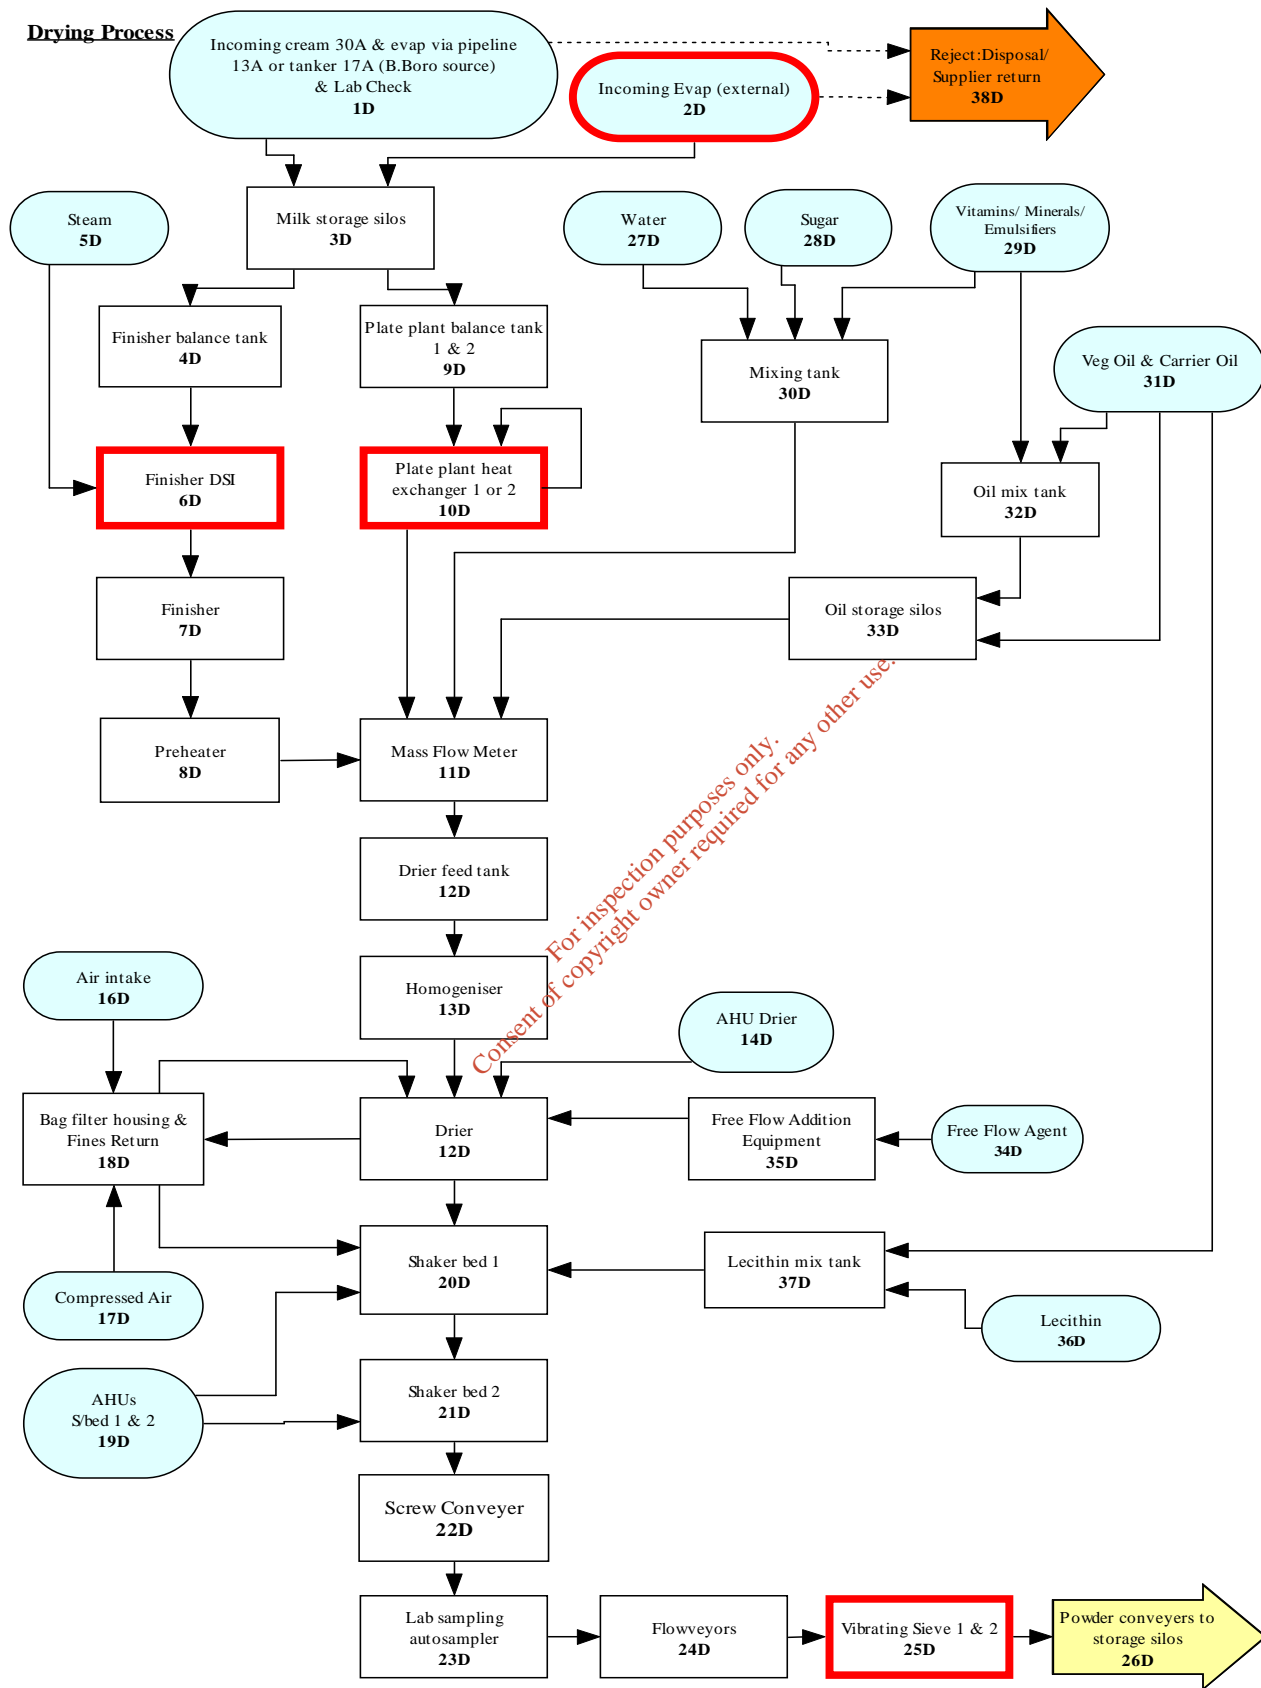 Drying Process
Incoming cream 30A & evap via pipeline
13A or tanker 17A (B.Boro source)
& Lab Check
1D
Incoming Evap (external)
2D
Reject:Disposal/
Supplier return
38D
Steam
5D
Milk storage silos
3D
Water
27D
Sugar
28D
Vitamins/ Minerals/
Emulsifiers
29D
Finisher balance tank
4D
Plate plant balance tank
1 & 2
9D
Mixing tank
30D
Veg Oil & Carrier Oil
31D
Finisher DSI
6D
Plate plant heat
exchanger 1 or 2
10D
Oil mix tank
32D
Finisher
7D
Oil storage silos
33D
Preheater
8D
Mass Flow Meter
11D
For inspection purposes only.
Consent of copyright owner required for any other use.
Drier feed tank
12D
Air intake
16D
Homogeniser
13D
AHU Drier
14D
Bag filter housing &
Fines Return
18D
Drier
12D
Free Flow Addition
Equipment
35D
Free Flow Agent
34D
Shaker bed 1
20D
Lecithin mix tank
37D
Compressed Air
17D
Lecithin
36D
AHUs
S/bed 1 & 2
19D
Shaker bed 2
21D
Screw Conveyer
22D
Lab sampling
autosampler
23D
Flowveyors
24D
Vibrating Sieve 1 & 2
25D
Powder conveyers to
storage silos
26D